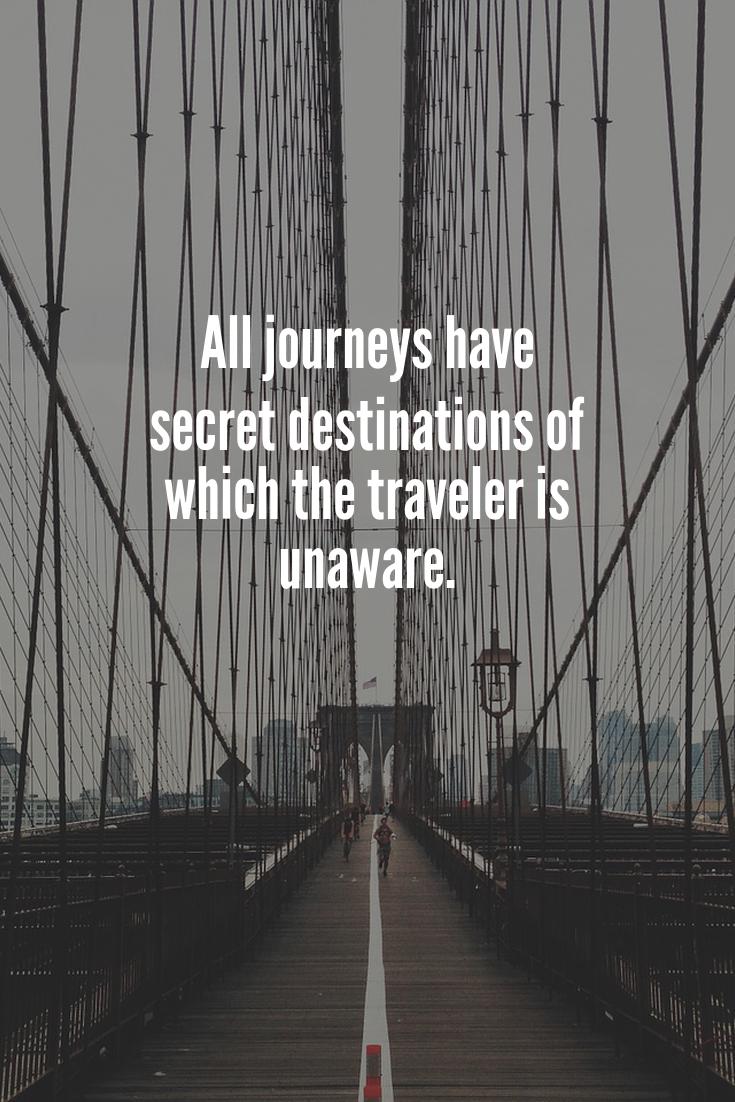 All journeys have
secret destinations of
which the traveler is
unaware.